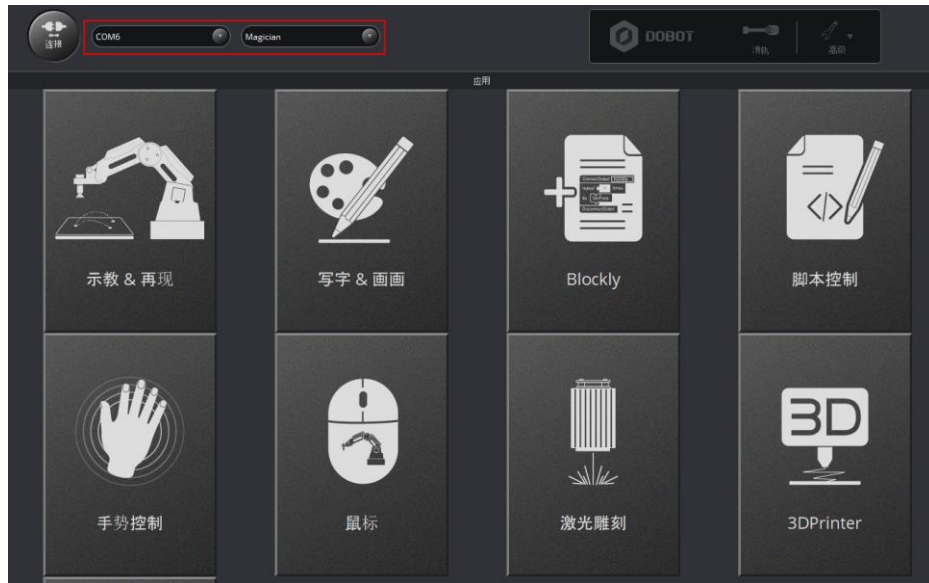 连接
COM6
Magician
DOBOT
滑轨
高级
应用
示教 & 再现
写字 & 画画
Blockly
脚本控制
手势控制
鼠标
激光雕刻
3D
3DPrinter